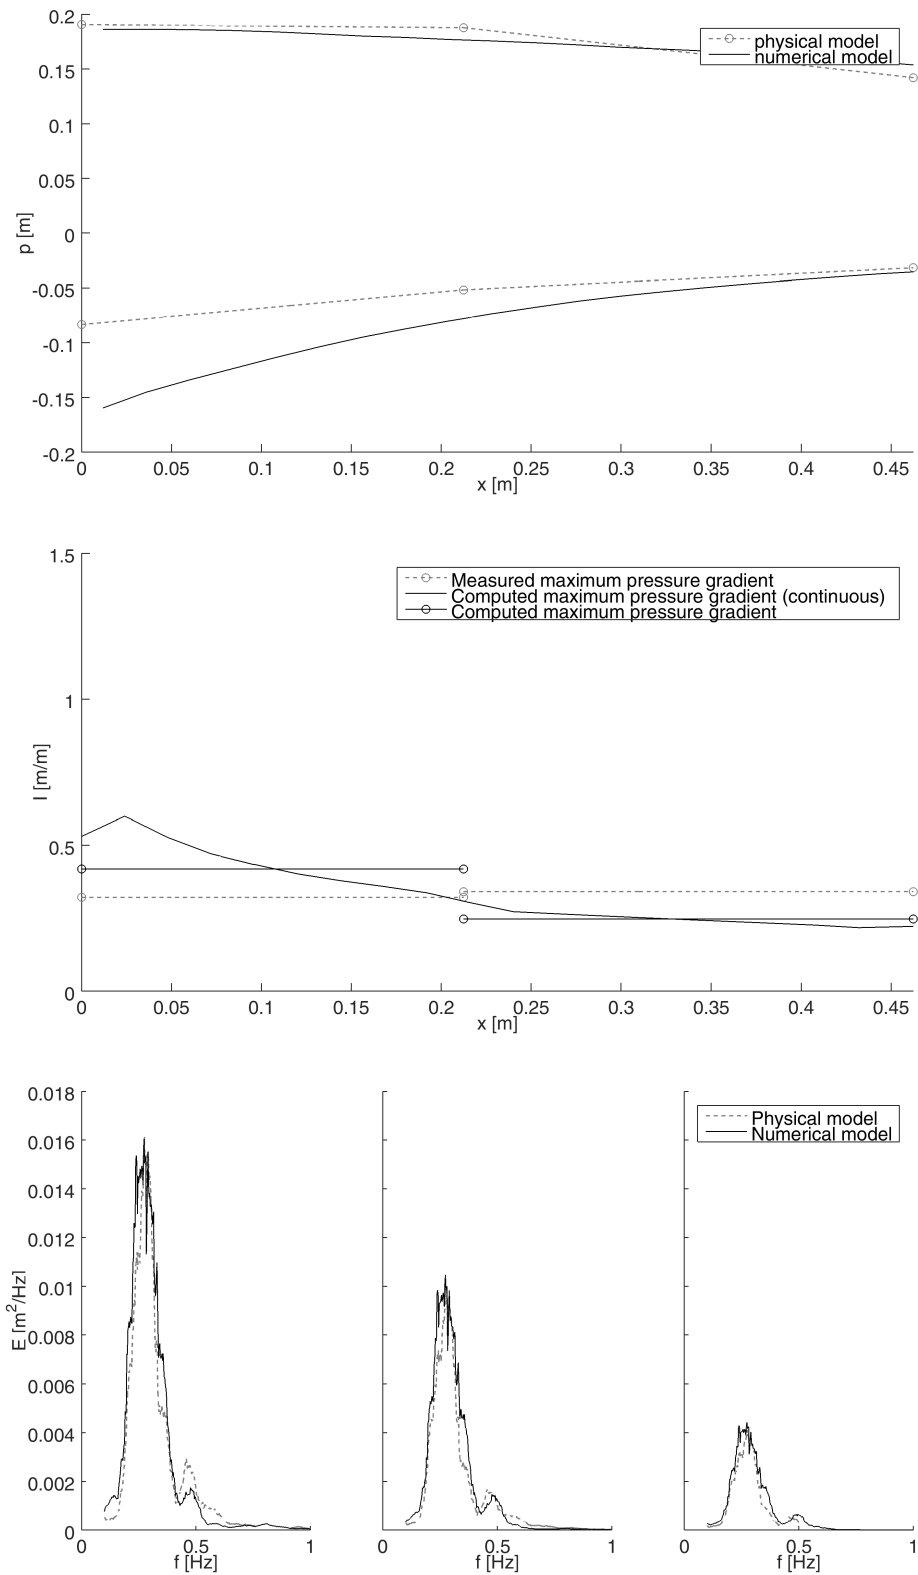 0.2
0.15
0.1
0.05
0
-0.05
-0.1
-0.15
-0.2
p [m]
physical model
numerical model
0 0.05 0.1 0.15 0.2 0.25 0.3 0.35 0.4 0.45
x [m]
1.5
1
0.5
0
I [m/m]
Measured maximum pressure gradient
Computed maximum pressure gradient (continuous)
Computed maximum pressure gradient
0 0.05 0.1 0.15 0.2 0.25 0.3 0.35 0.4 0.45
x [m]
0.018
0.016
0.014
0.012
0.01
0.008
0.006
0.004
0.002
0
E [m²/Hz]
Physical model
Numerical model
0 0.5 1 0 0.5 1 0 0.5 1
f [Hz] f [Hz] f [Hz]